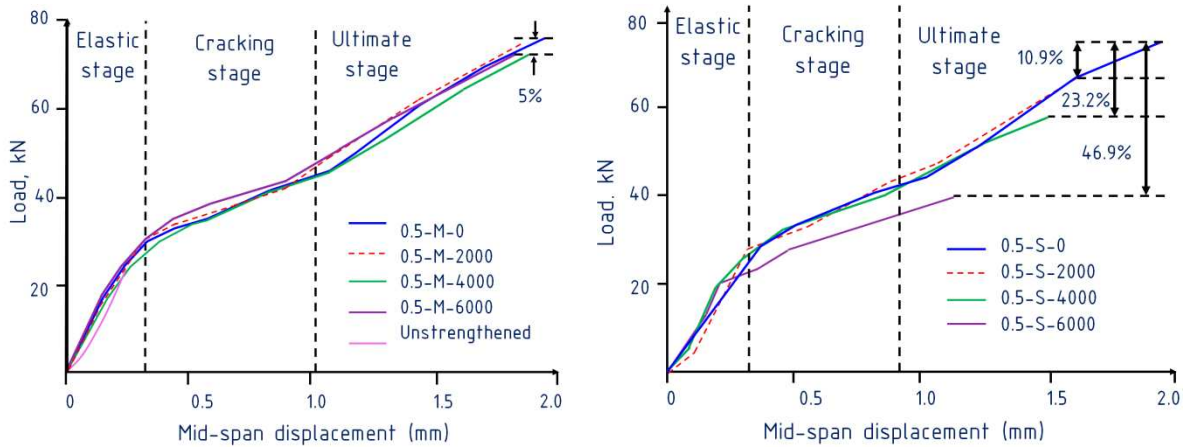 80
60
40
20
Load, kN
Elastic
stage
Cracking
stage
Ultimate
stage
5%
0.5-M-0
0.5-M-2000
0.5-M-4000
0.5-M-6000
Unstrengthened
0
0.5
1.0
1.5
2.0
Mid-span displacement (mm)
80
60
40
20
Load. kN
Elastic
stage
Cracking
stage
Ultimate
stage
10.9%
23.2%
46.9%
0.5-S-0
0.5-S-2000
0.5-S-4000
0.5-S-6000
0
0.5
1.0
1.5
2.0
Mid-span displacement (mm)